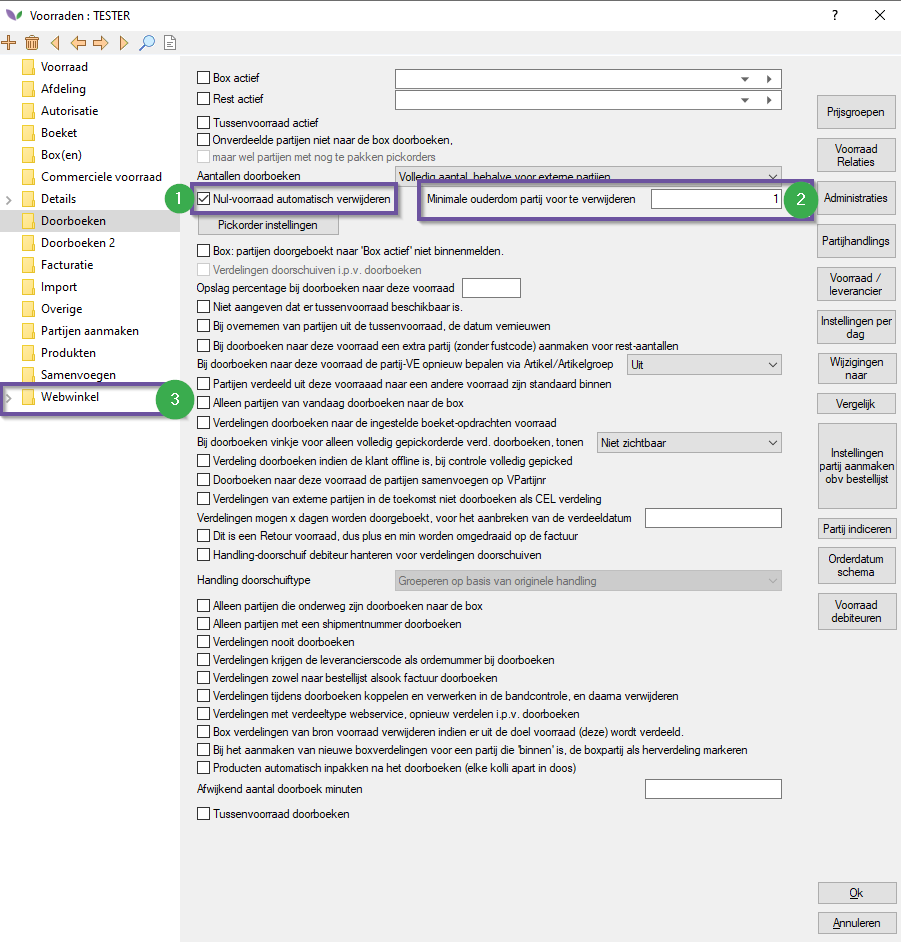 Voorraden : TESTER
?
Voorraad
Afdeling
Autorisatie
Boeket
Box(en)
Commerciele voorraad
Details
Doorboeken
Doorboeken 2
Facturatie
Import
Overige
Partijen aanmaken
Produkten
Samenvoegen
Webwinkel
3
Box actief
Rest actief
Tussenvoorraad actief
Onverdeelde partijen niet naar de box doorboeken,
maar wel partijen met nog te pakken pickorders
Aantallen doorboeken
Volledig aantal, behalve voor externe partijen
1
Nul-voorraad automatisch verwijderen
Minimale ouderdom partij voor te verwijderen
1
2
Pickorder instellingen
Box: partijen doorgeboekt naar 'Box actief' niet binnenmelden.
Verdelingen doorschuiven i.p.v. doorboeken
Opslag percentage bij doorboeken naar deze voorraad
Niet aangeven dat er tussenvoorraad beschikbaar is.
Bij overnemen van partijen uit de tussenvoorraad, de datum vernieuwen
Bij doorboeken naar deze voorraad een extra partij (zonder fustcode) aanmaken voor rest-aantallen
Bij doorboeken naar deze voorraad de partij-VE opnieuw bepalen via Artikel/Artikelgroep
Uit
Partijen verdeeld uit deze voorraaad naar een andere voorraad zijn standaard binnen
Alleen partijen van vandaag doorboeken naar de box
Verdelingen doorboeken naar de ingestelde boeket-opdrachten voorraad
Bij doorboeken vinkje voor alleen volledig gepickorderde verd. doorboeken, tonen
Niet zichtbaar
Verdeling doorboeken indien de klant offline is, bij controle volledig gepicked
Doorboeken naar deze voorraad de partijen samenvoegen op VPartijnr
Verdelingen van externe partijen in de toekomst niet doorboeken als CEL verdeling
Verdelingen mogen x dagen worden doorgeboekt, voor het aanbreken van de verdeeldatum
Dit is een Retour voorraad, dus plus en min worden omgedraaid op de factuur
Handling-doorschuif debiteur hanteren voor verdelingen doorschuiven
Handling doorschuiftype
Groeperen op basis van originele handling
Alleen partijen die onderweg zijn doorboeken naar de box
Alleen partijen met een shipmentnummer doorboeken
Verdelingen nooit doorboeken
Verdelingen krijgen de leverancierscode als ordernummer bij doorboeken
Verdelingen zowel naar bestellijst alsook factuur doorboeken
Verdelingen tijdens doorboeken koppelen en verwerken in de bandcontrole, en daarna verwijderen
Verdelingen met verdeeltype webservice, opnieuw verdelen i.p.v. doorboeken
Box verdelingen van bron voorraad verwijderen indien er uit de doel voorraad (deze) wordt verdeeld.
Bij het aanmaken van nieuwe boxverdelingen voor een partij die 'binnen' is, de boxpartij als herverdeling markeren
Producten automatisch inpakken na het doorboeken (elke kolli apart in doos)
Afwijkend aantal doorboek minuten
Tussenvoorraad doorboeken
Prijsgroepen
Voorraad
Relaties
Administraties
Partijhandlings
Voorraad /
leverancier
Instellingen per
dag
Wijzigingen
naar
Vergelijk
Instellingen
partij aanmaken
obv bestellijst
Partij indiceren
Orderdatum
schema
Voorraad
debiteuren
Ok
Annuleren